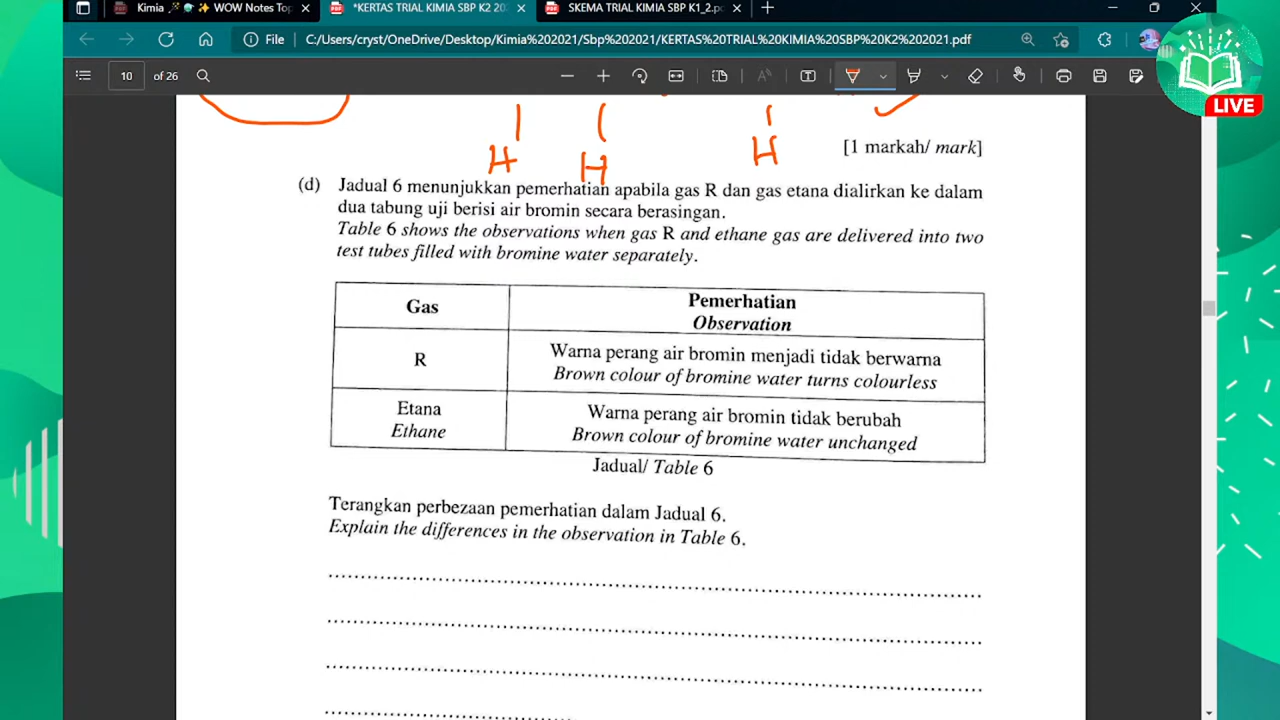 Kimia 🪄 🧪 ✨ WOW Notes Top
*KERTAS TRIAL KIMIA SBP K2 20
SKEMA TRIAL KIMIA SBP K1_2.p
File
C:/Users/cryst/OneDrive/Desktop/Kimia%202021/Sbp%202021/KERTAS%20TRIAL%20KIMIA%20SBP%20K2%202021.pdf
LIVE
10 of 26
H H H
[1 markah/ mark]
(d) Jadual 6 menunjukkan pemerhatian apabila gas R dan gas etana dialirkan ke dalam
dua tabung uji berisi air bromin secara berasingan.
Table 6 shows the observations when gas R and ethane gas are delivered into two
test tubes filled with bromine water separately.
Gas
Pemerhatian
Observation
R
Warna perang air bromin menjadi tidak berwarna
Brown colour of bromine water turns colourless
Etana
Ethane
Warna perang air bromin tidak berubah
Brown colour of bromine water unchanged
Jadual/ Table 6
Terangkan perbezaan pemerhatian dalam Jadual 6.
Explain the differences in the observation in Table 6.